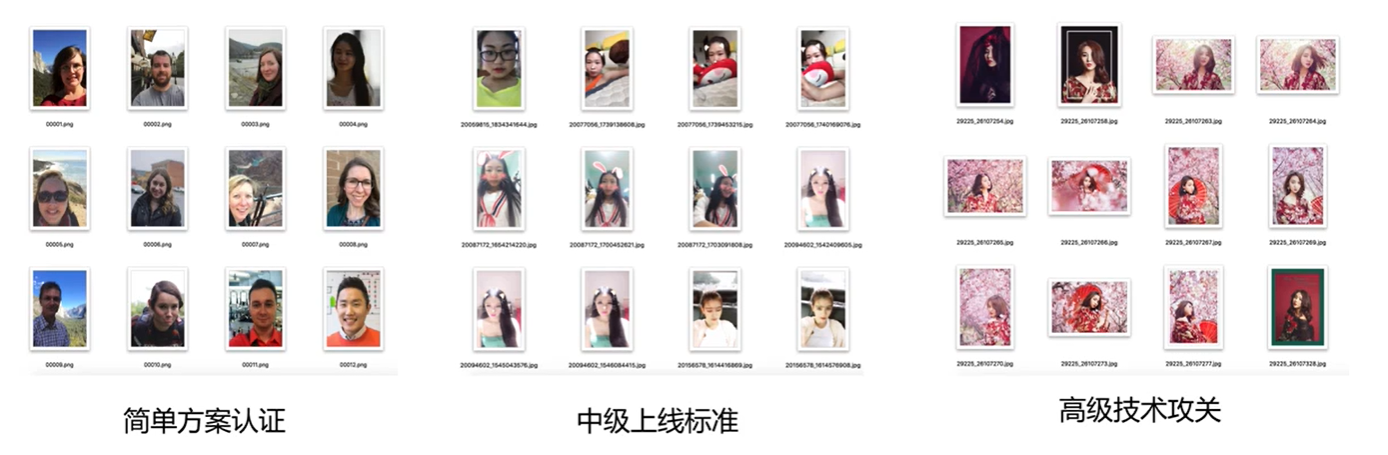 00001.png 00002.png 00003.png 00004.png
00005.png 00006.png 00007.png 00008.png
00009.png 00010.png 00011.png 00012.png
简单方案认证
20059815_1834341644.jpg 20077056_1739138608.jpg 20077056_1739453215.jpg 20077056_1740169076.jpg
20087172_1654214220.jpg 20087172_1700452621.jpg 20087172_1703091808.jpg 20094602_1542409605.jpg
20094602_1545043576.jpg 20094602_1546084415.jpg 20156578_1614416869.jpg 20156578_1614576908.jpg
中级上线标准
29225_26107254.jpg 29225_26107258.jpg 29225_26107263.jpg 29225_26107264.jpg
29225_26107265.jpg 29225_26107266.jpg 29225_26107267.jpg 29225_26107269.jpg
29225_26107270.jpg 29225_26107273.jpg 29225_26107277.jpg 29225_26107328.jpg
高级技术攻关